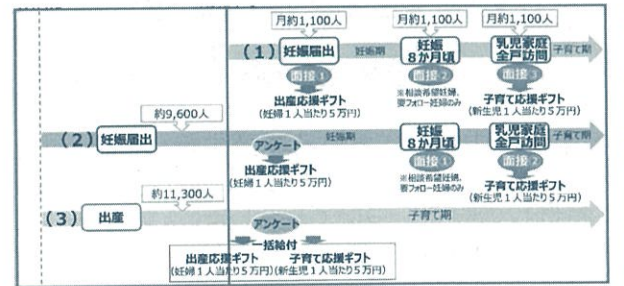 月約1,100人
月約1,100人
月約1,100人
(1) 妊娠届出 妊娠期 妊娠8か月頃 乳児家庭全戸訪問 子育て期
面接1
面接2
面接3
出産応援ギフト
(妊婦1人当たり5万円)
※相談希望妊婦、
要フォロー妊婦のみ
子育て応援ギフト
(新生児1人当たり5万円)
約9,600人
(2) 妊娠届出 妊娠期 妊娠8か月頃 乳児家庭全戸訪問 子育て期
アンケート
面接1
面接2
出産応援ギフト
(妊婦1人当たり5万円)
※相談希望妊婦、
要フォロー妊婦のみ
子育て応援ギフト
(新生児1人当たり5万円)
約11,300人
(3) 出産 子育て期
アンケート
一括給付
出産応援ギフト 子育て応援ギフト
(妊婦1人当たり5万円)(新生児1人当たり5万円)